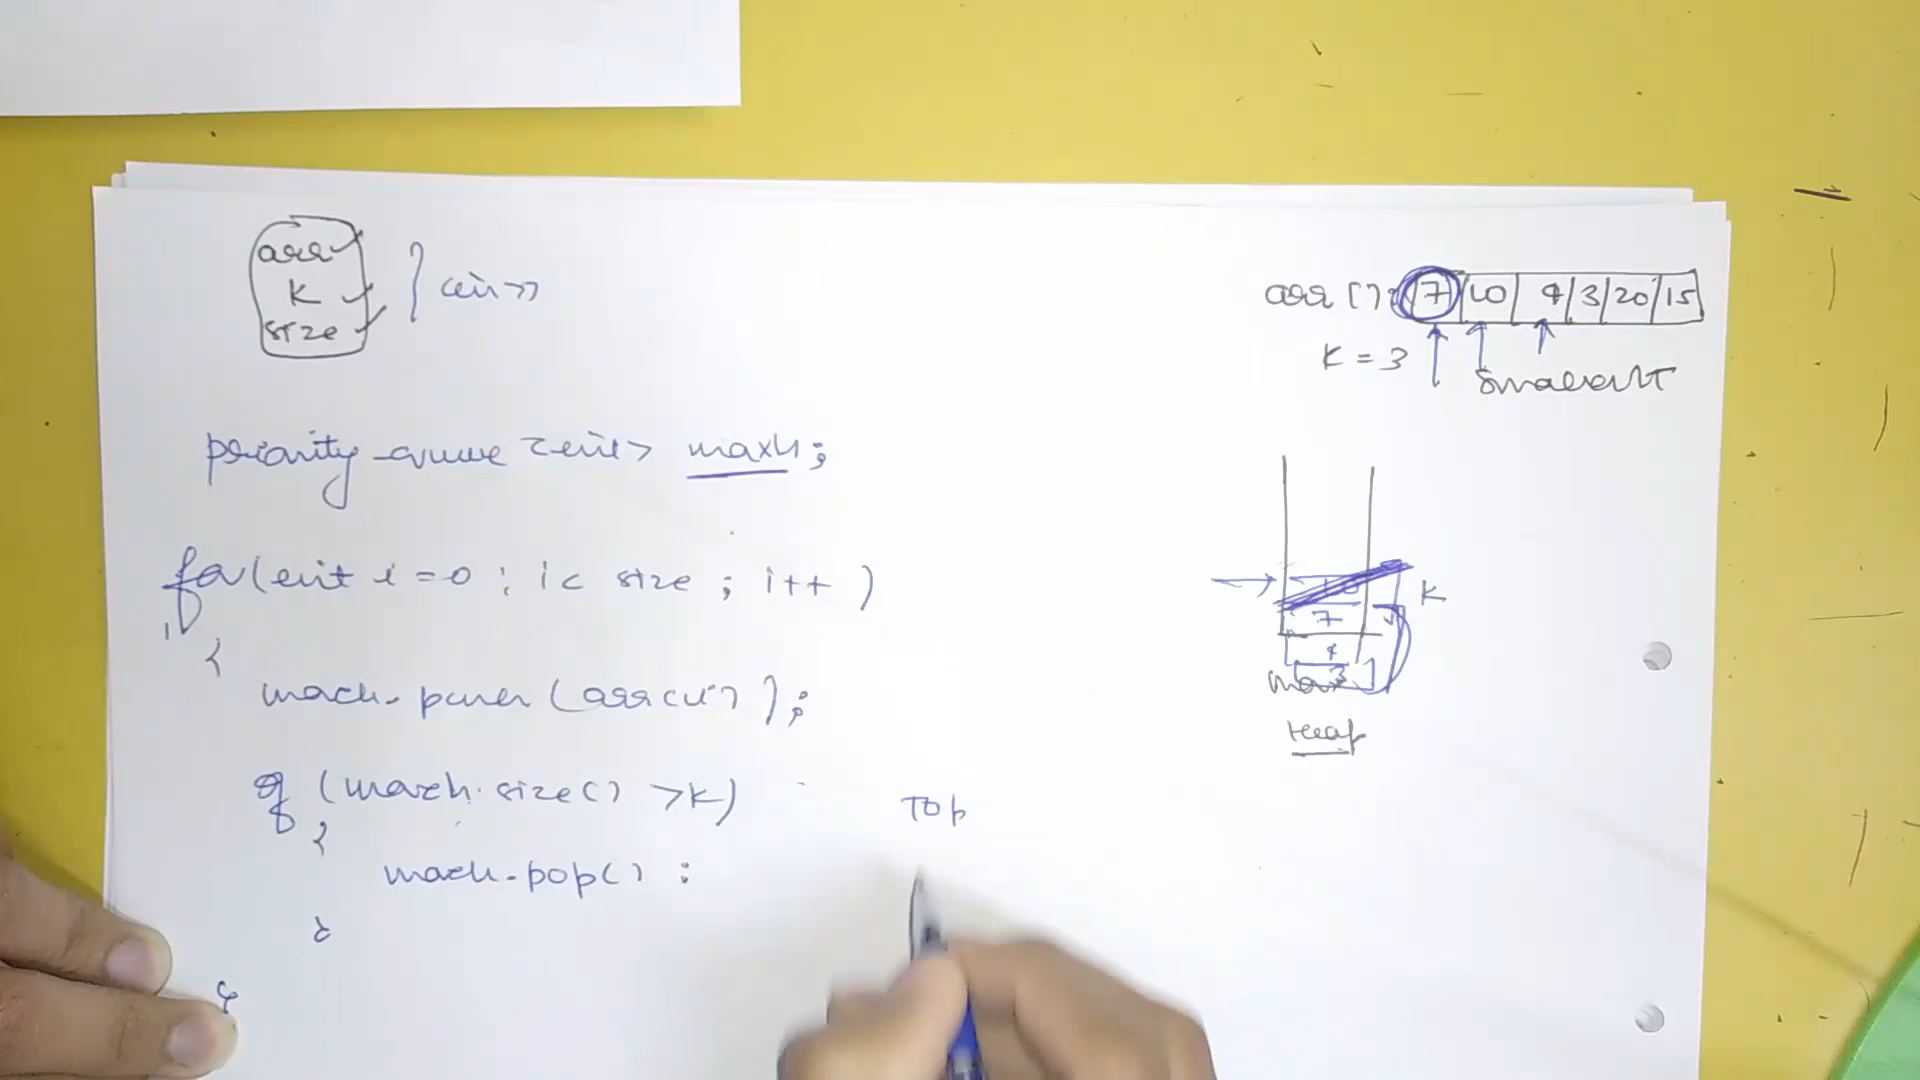 arr
K
size
priority_queue <int> maxh;
for(int i=0; i< size; i++)
{
maxh.push(arr[i]);
if (maxh.size() >K)
{
maxh.pop();
}
}
Top
arr []: 7 10 4 3 20 15
K = 3 smallest
K
7
4
3
max
Heap